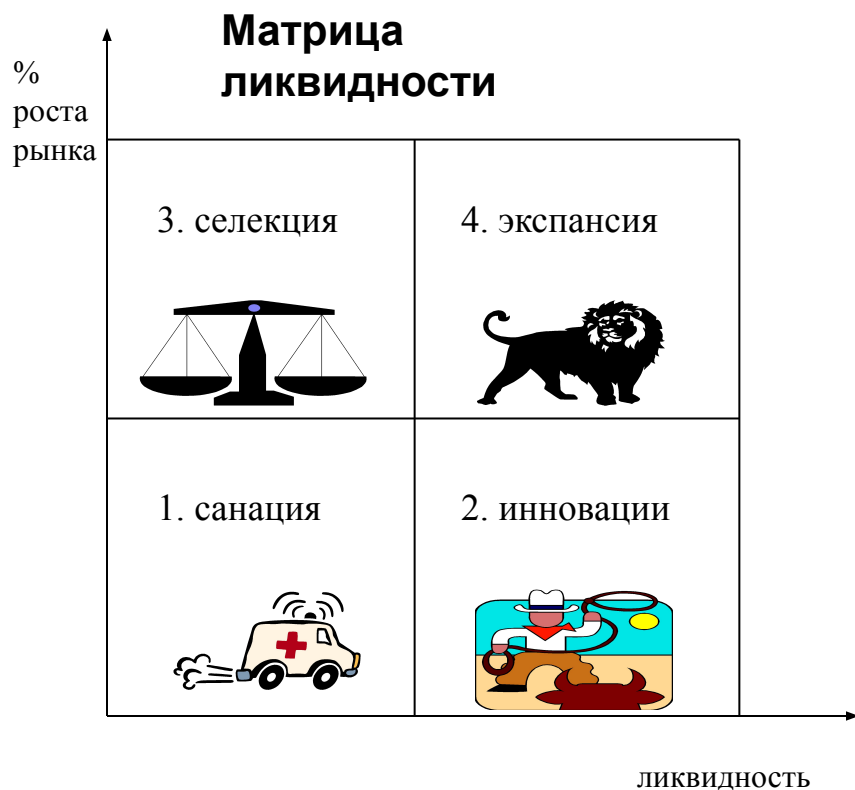 Матрица
ликвидности
%
роста
рынка
3. селекция
4. экспансия
1. санация
2. инновации
ликвидность